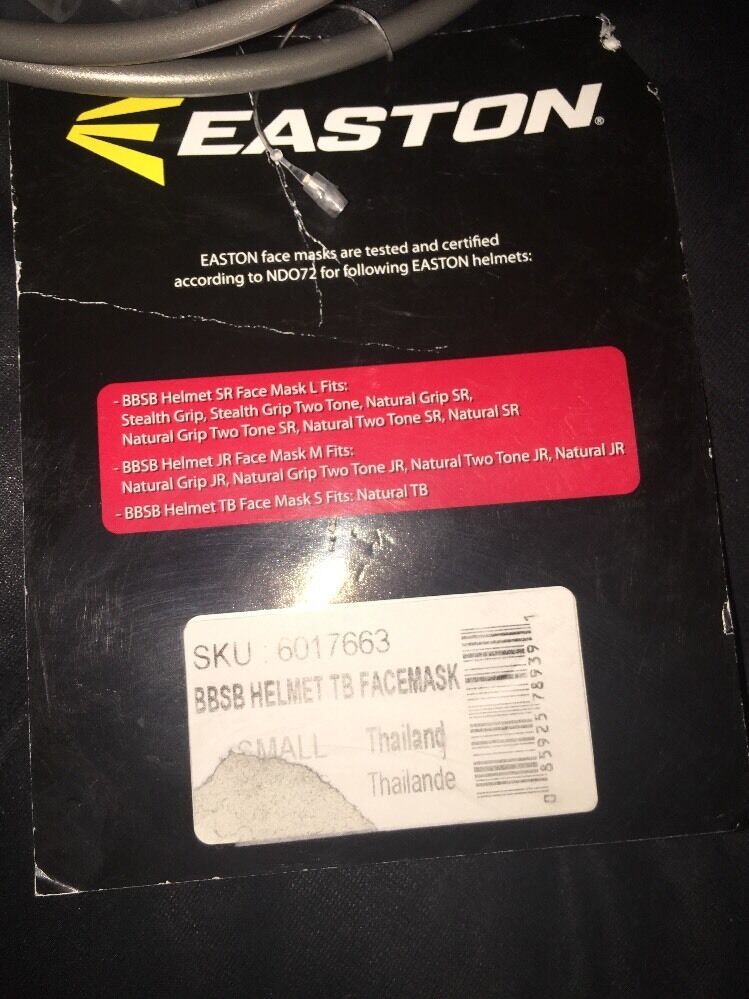 EASTON®
EASTON face masks are tested and certified
according to NDO72 for following EASTON helmets:
- BBSB Helmet SR Face Mask L Fits:
Stealth Grip, Stealth Grip Two Tone, Natural Grip SR,
Natural Grip Two Tone SR, Natural Two Tone SR, Natural SR
- BBSB Helmet JR Face Mask M Fits:
Natural Grip JR, Natural Grip Two Tone JR, Natural Two Tone JR, Natural JR
- BBSB Helmet TB Face Mask S Fits: Natural TB
SKU : 6017663
BBSB HELMET TB FACEMASK
SMALL Thailand
Thailande
0 85925 78939 1